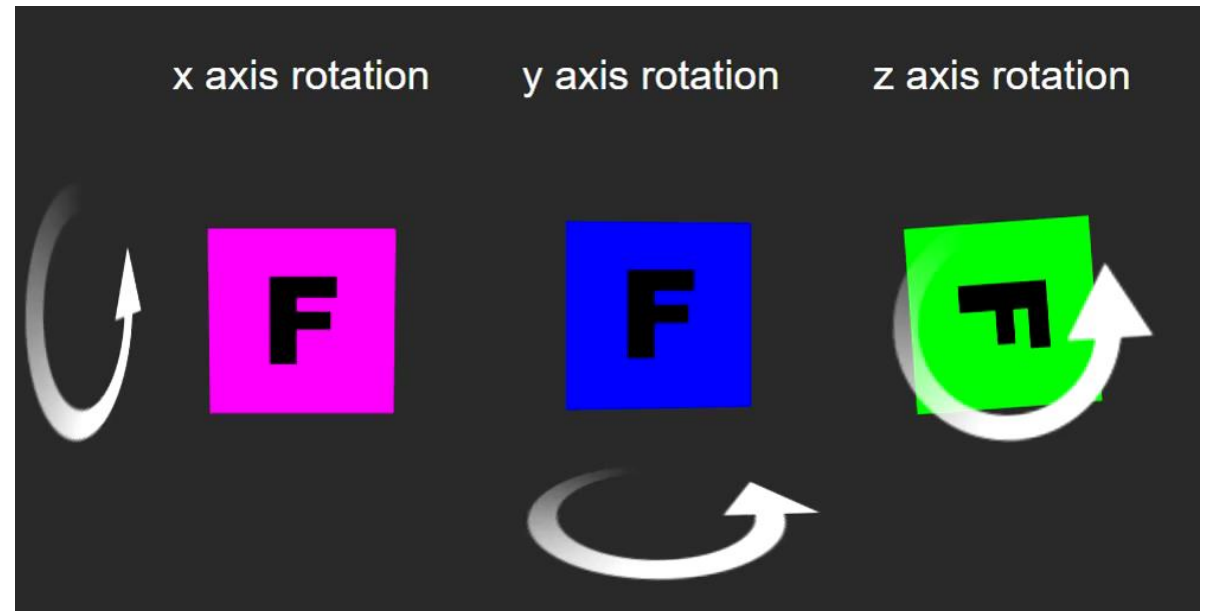 x axis rotation
y axis rotation
z axis rotation
F
F
F